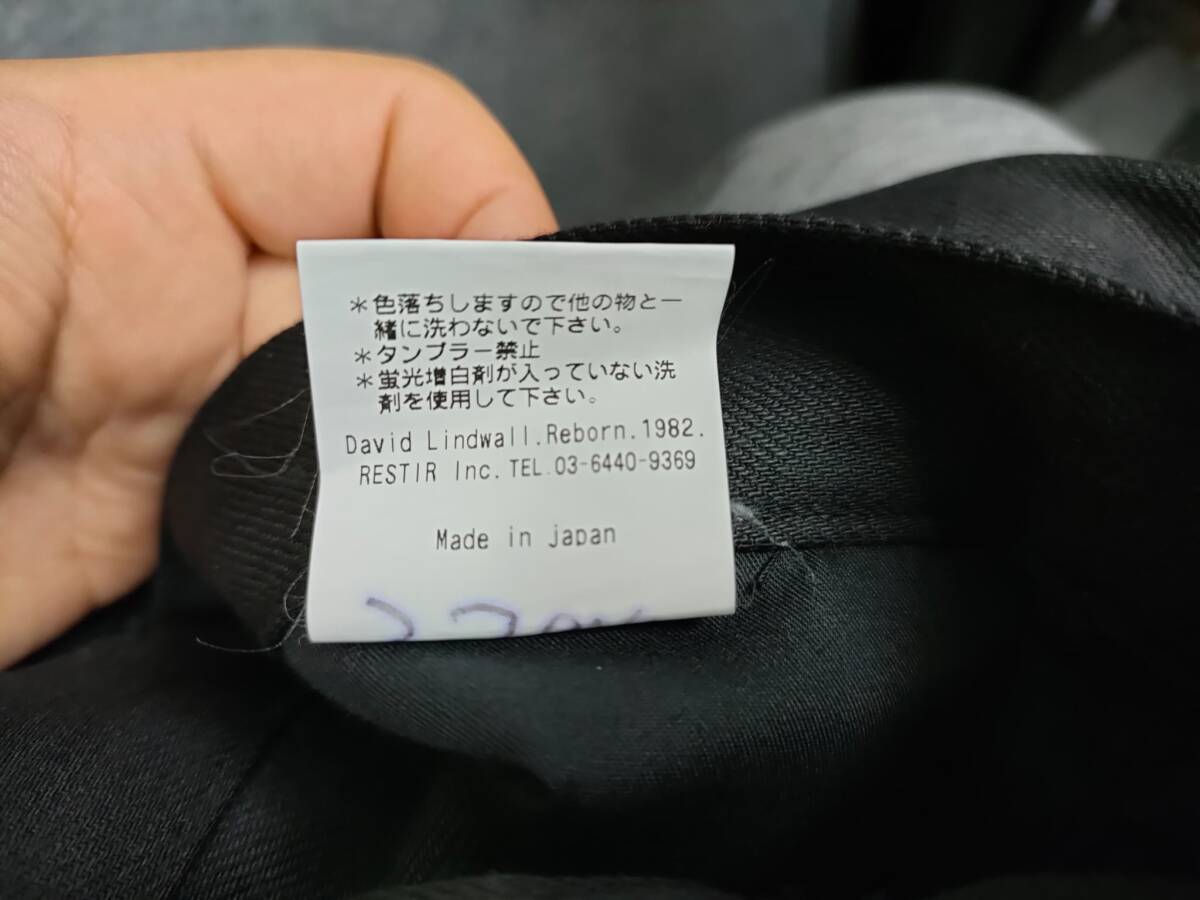 ＊色落ちしますので他の物と一
緒に洗わないで下さい。
＊タンブラー禁止
＊蛍光増白剤が入っていない洗
剤を使用して下さい。
David Lindwall.Reborn.1982.
RESTIR Inc.TEL.03-6440-9369
Made in japan